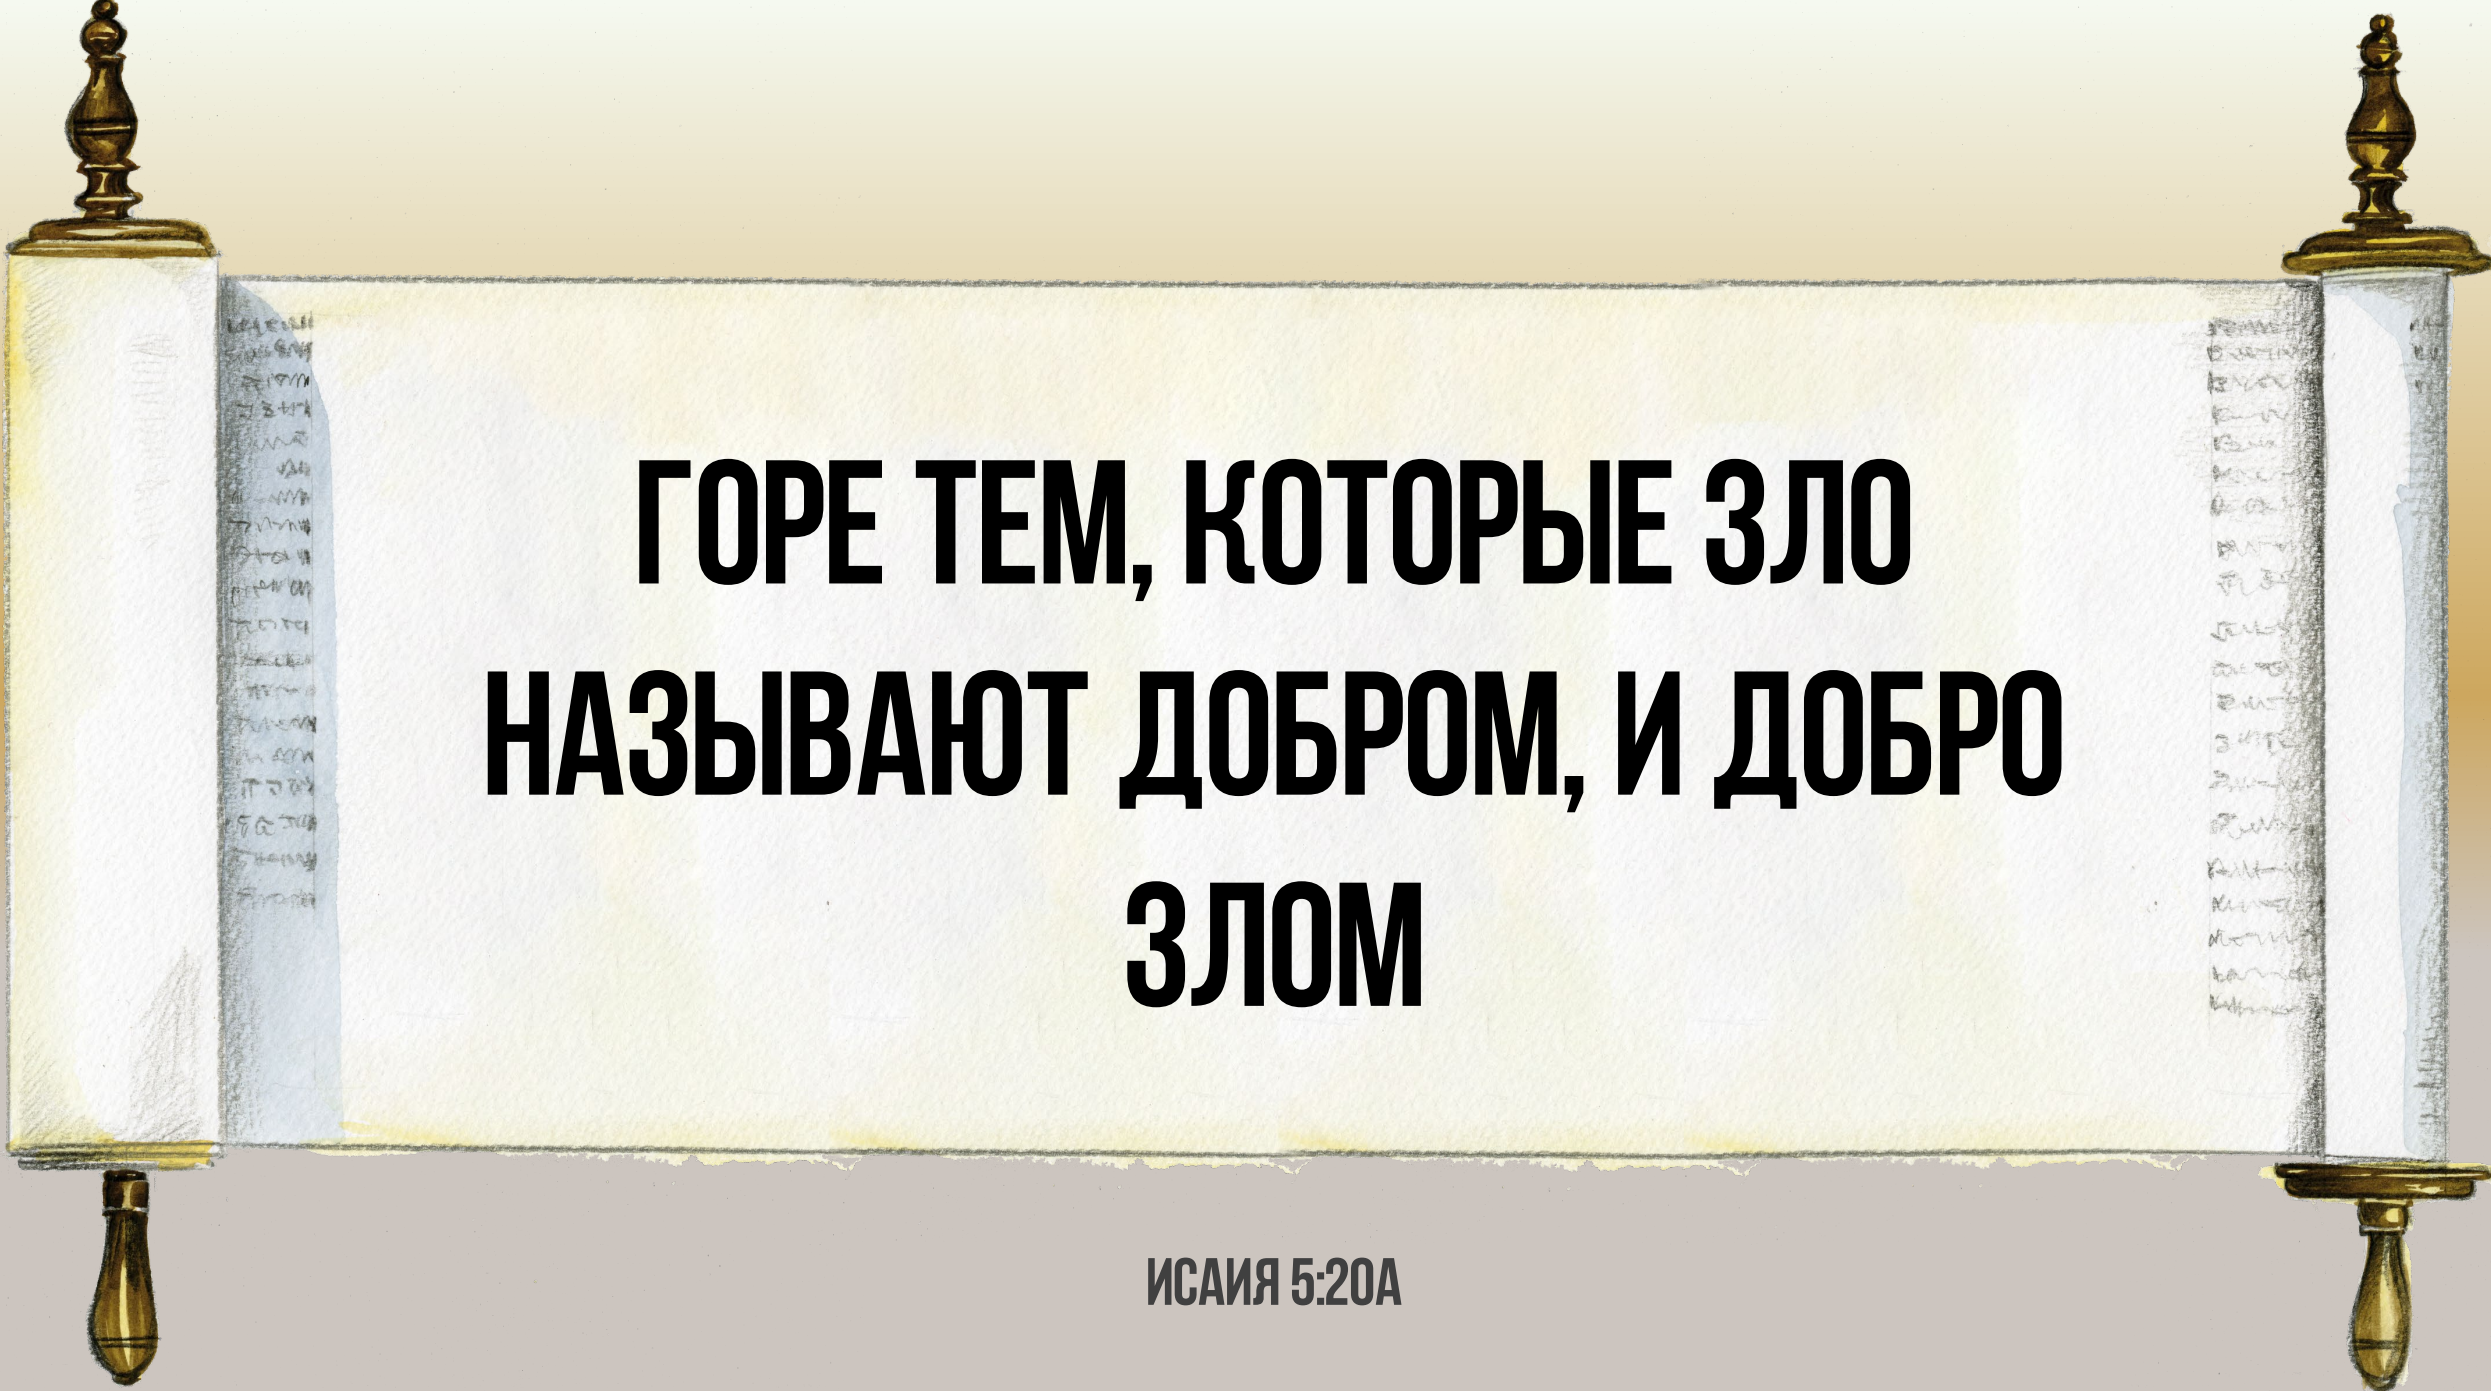 ГОРЕ ТЕМ, КОТОРЫЕ ЗЛО
НАЗЫВАЮТ ДОБРОМ, И ДОБРО
ЗЛОМ
ИСАИЯ 5:20А